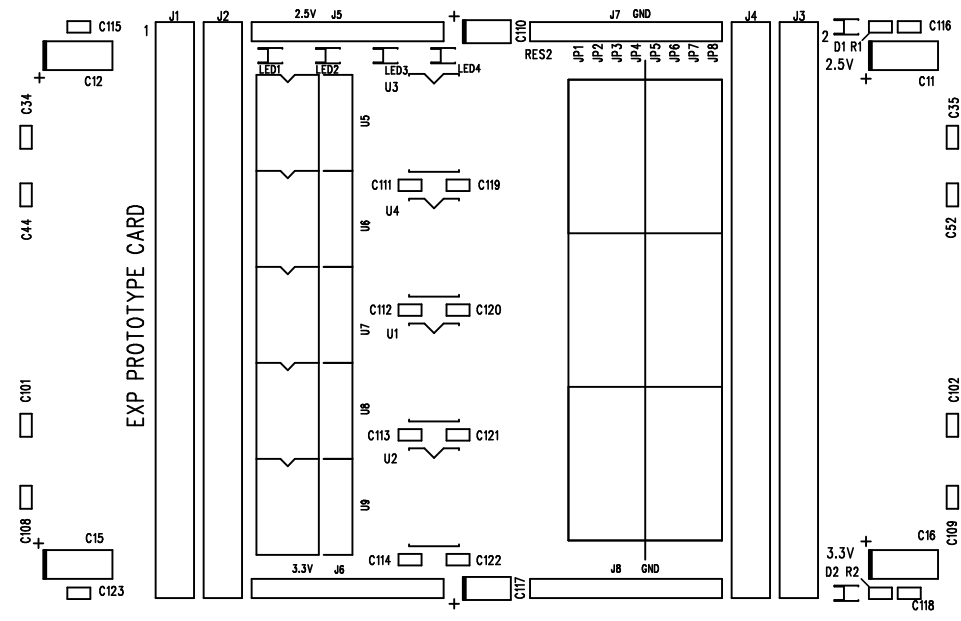 C115
J1
J2
2.5V
J5
+
C110
J7
GND
J4
J3
C116
1
RES2
JP1
JP2
JP3
JP4
JP5
JP6
JP7
JP8
2
D1 R1
2.5V
+
C12
LED1
LED2
LED3
LED4
U3
+
C11
C34
U5
C35
C111
C119
C44
U6
U4
C52
EXP PROTOTYPE CARD
C112
C120
U7
U1
C101
U8
C102
C113
C121
U2
C108
U9
C109
+
C15
C114
C122
+
C16
3.3V
3.3V
J6
J8
GND
D2 R2
C123
+
C117
C118